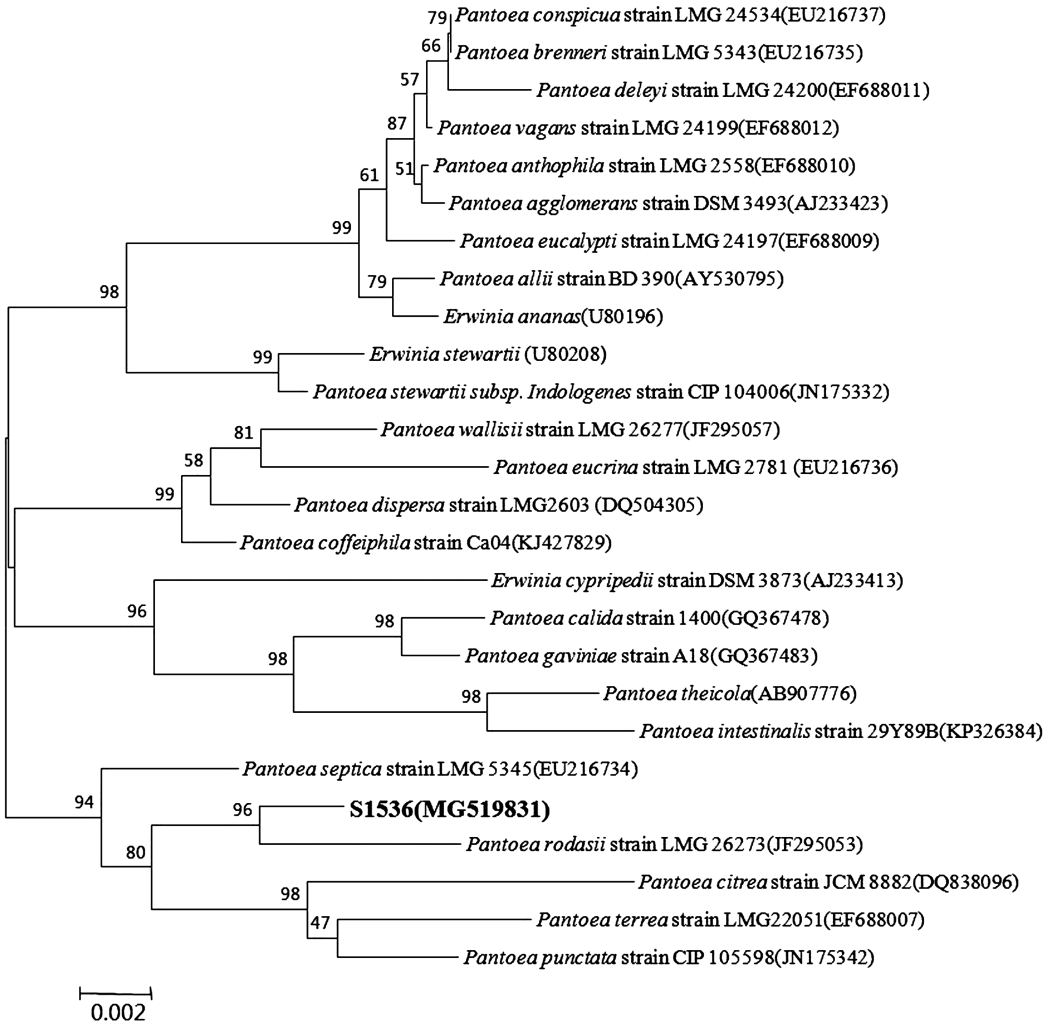 79
Pantoea conspicua strain LMG 24534(EU216737)
66
Pantoea brenneri strain LMG 5343(EU216735)
57
Pantoea deleyi strain LMG 24200(EF688011)
87
Pantoea vagans strain LMG 24199(EF688012)
51
Pantoea anthophila strain LMG 2558(EF688010)
61
Pantoea agglomerans strain DSM 3493(AJ233423)
99
Pantoea eucalypti strain LMG 24197(EF688009)
79
Pantoea allii strain BD 390(AY530795)
98
Erwinia ananas(U80196)
99
Erwinia stewartii (U80208)
Pantoea stewartii subsp. Indologenes strain CIP 104006(JN175332)
81
Pantoea wallisii strain LMG 26277(JF295057)
58
Pantoea eucrina strain LMG 2781 (EU216736)
99
Pantoea dispersa strain LMG2603 (DQ504305)
Pantoea coffeiphila strain Ca04(KJ427829)
96
Erwinia cypripedii strain DSM 3873(AJ233413)
98
Pantoea calida strain 1400(GQ367478)
98
Pantoea gaviniae strain A18(GQ367483)
98
Pantoea theicola(AB907776)
Pantoea intestinalis strain 29Y89B(KP326384)
Pantoea septica strain LMG 5345(EU216734)
94
96
S1536(MG519831)
80
Pantoea rodasii strain LMG 26273(JF295053)
98
Pantoea citrea strain JCM 8882(DQ838096)
47
Pantoea terrea strain LMG22051(EF688007)
Pantoea punctata strain CIP 105598(JN175342)
0.002